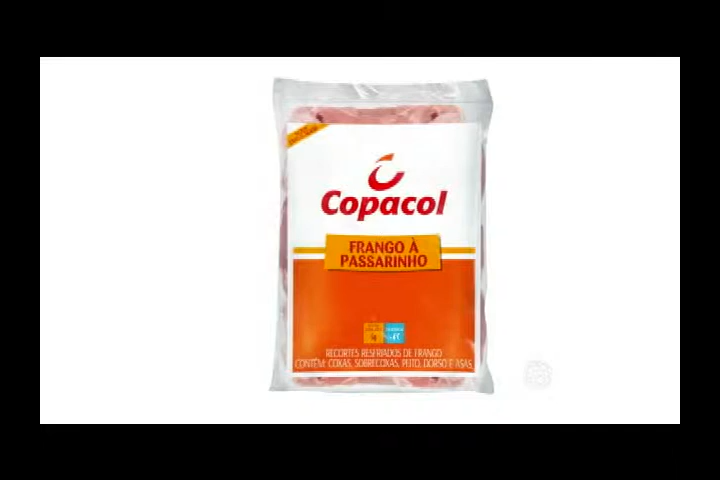 Copacol
FRANGO À
PASSARINHO
RECORTES RESFRIADOS DE FRANGO
CONTÉM: COXAS, SOBRECOXAS, PEITO, DORSO E ASAS.